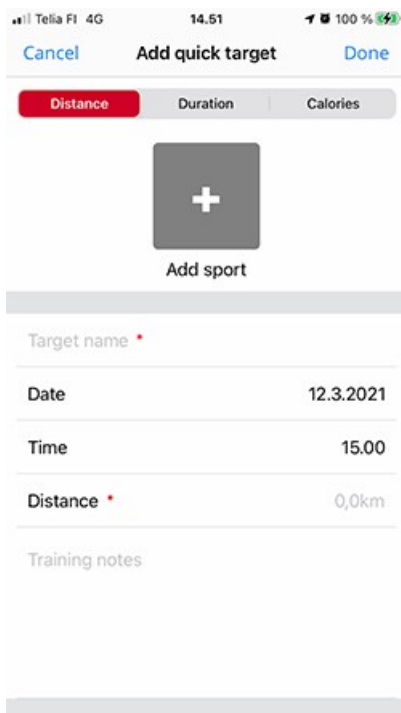 Telia FI 4G 14.51 100 %
Cancel Add quick target Done
Distance Duration Calories
Add sport
Target name *
Date 12.3.2021
Time 15.00
Distance * 0,0km
Training notes